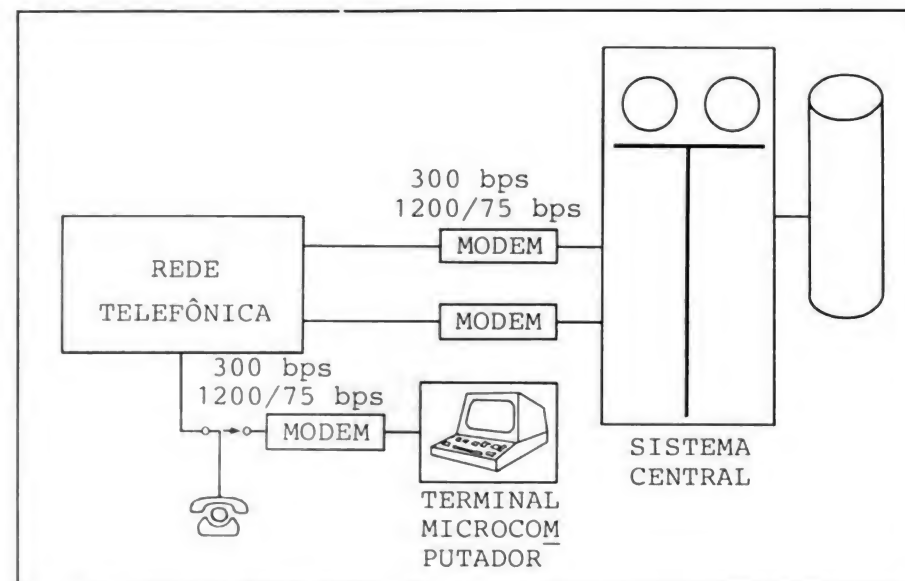 300 bps
1200/75 bps
MODEM
REDE
TELEFÔNICA
MODEM
300 bps
1200/75 bps
MODEM
SISTEMA
CENTRAL
TERMINAL
MICROCOM
PUTADOR